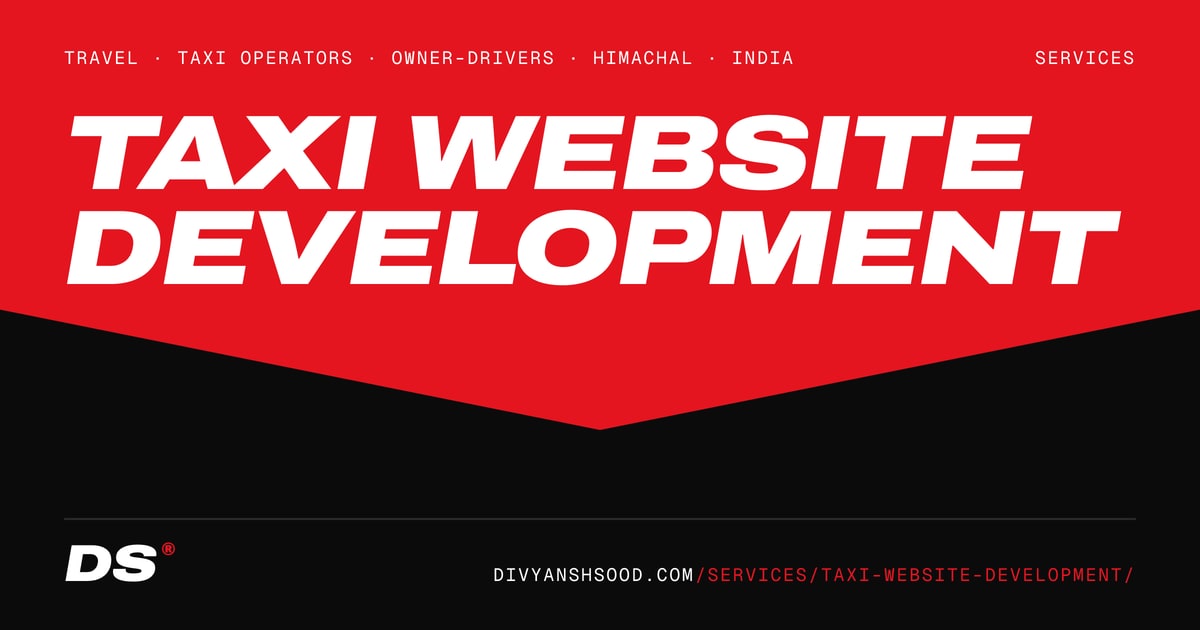 TRAVEL · TAXI OPERATORS · OWNER-DRIVERS · HIMACHAL · INDIA
SERVICES
TAXI WEBSITE
DEVELOPMENT
DS®
DIVYANSHSOOD.COM/SERVICES/TAXI-WEBSITE-DEVELOPMENT/